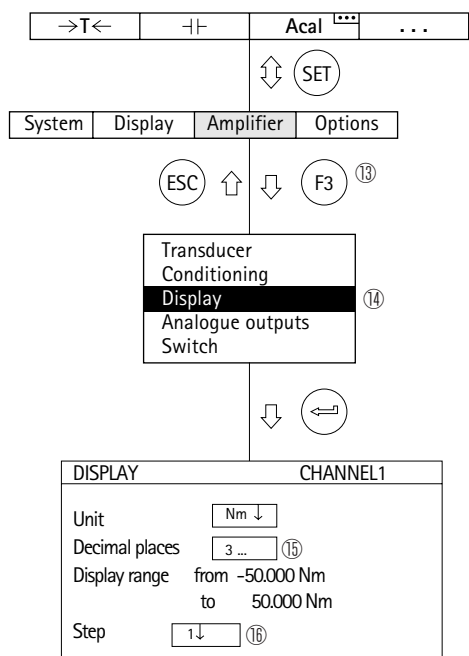 →T← ⊣⊢ Acal ...
SET
System Display Amplifier Options
ESC F3 ⑬
Transducer
Conditioning
Display ⑭
Analogue outputs
Switch
DISPLAY CHANNEL1
Unit Nm ↓
Decimal places 3 ... ⑮
Display range from -50.000 Nm
to 50.000 Nm
Step 1↓ ⑯